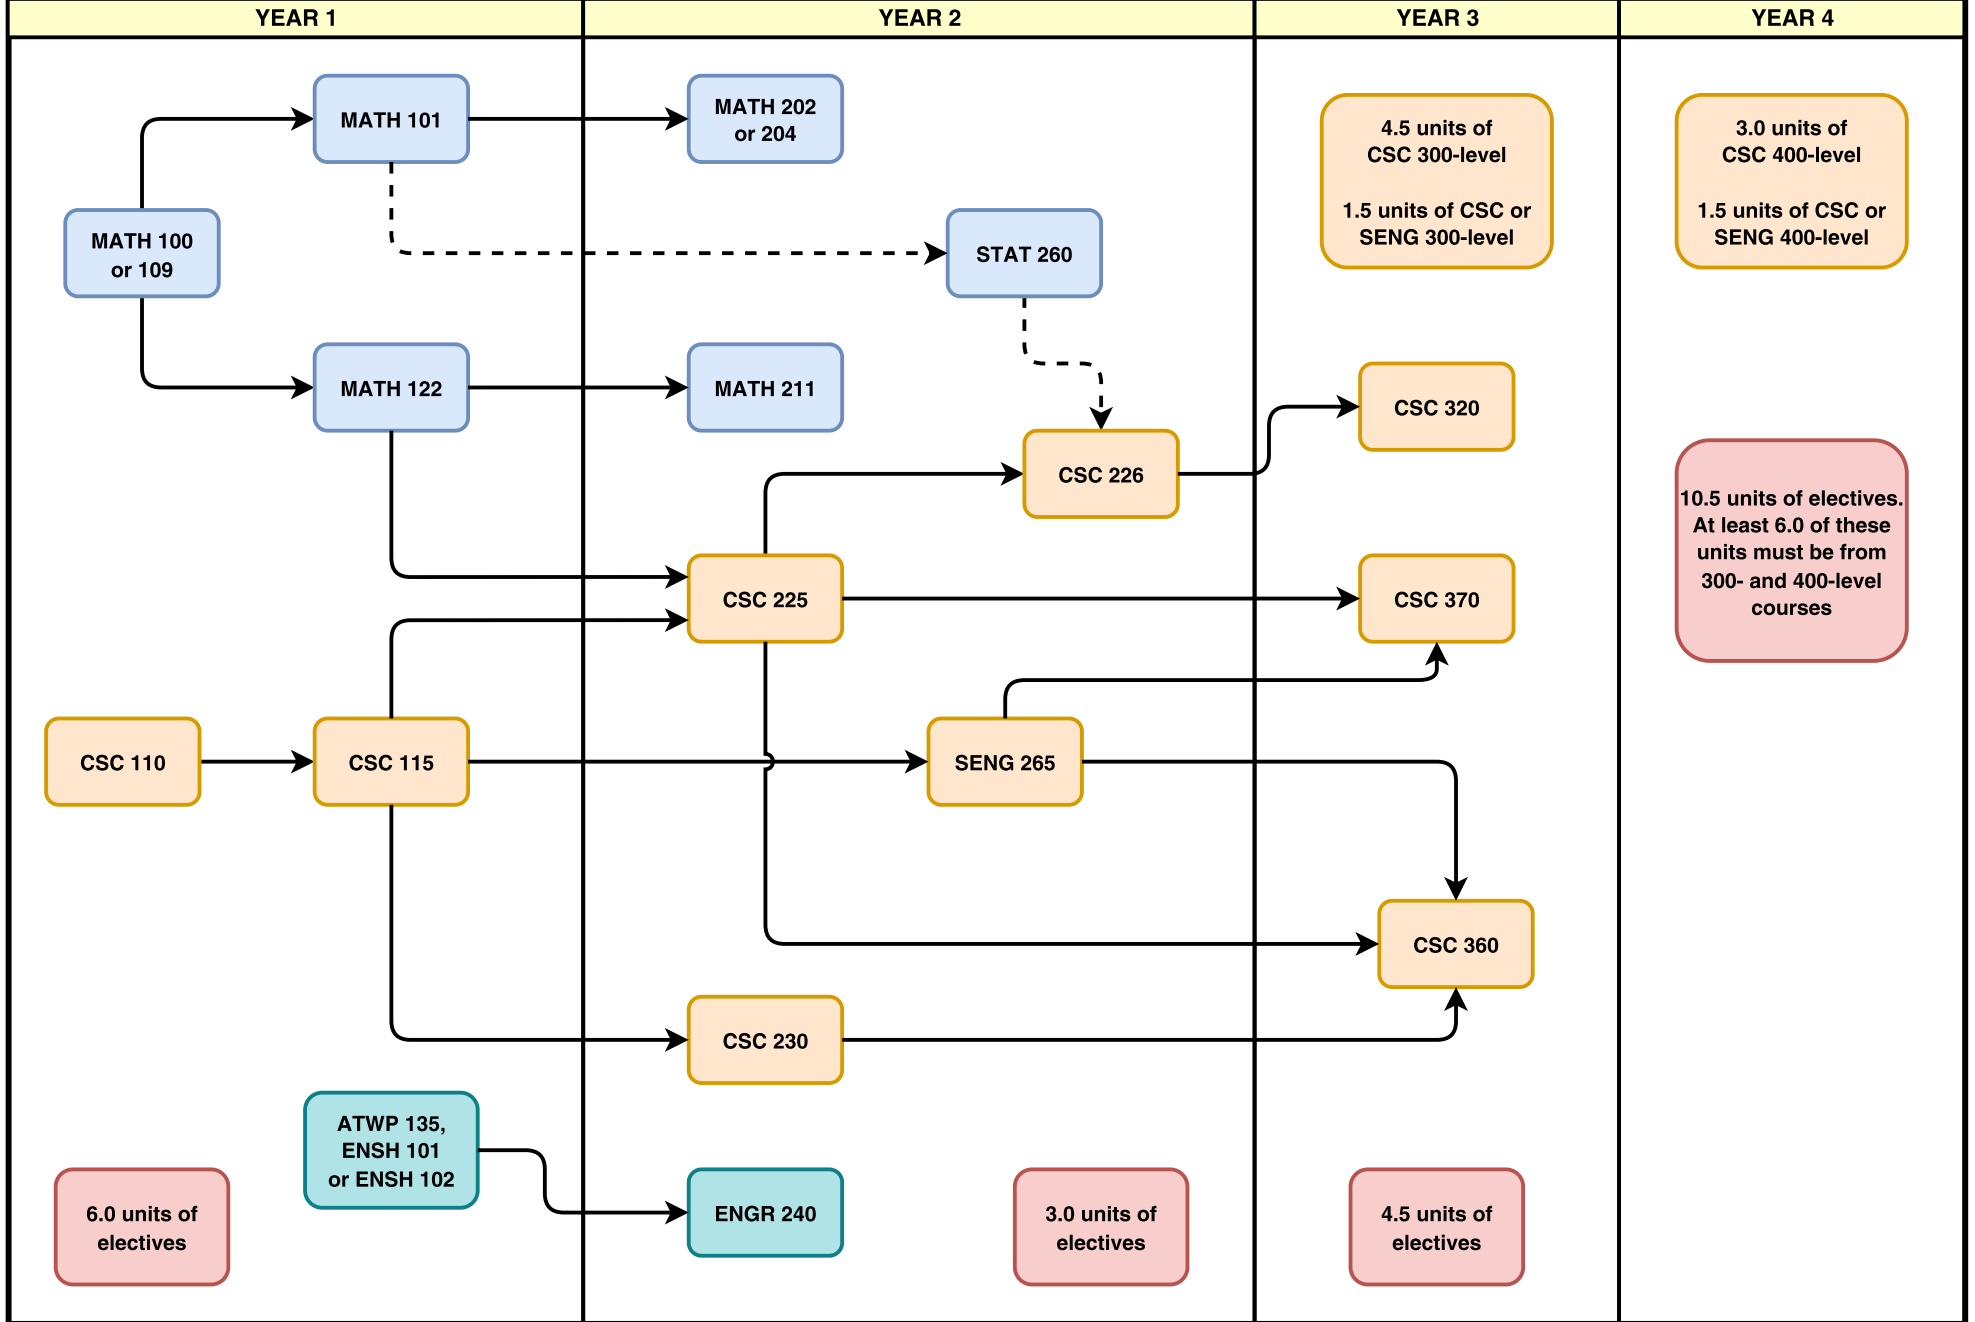 YEAR 1
YEAR 2
YEAR 3
YEAR 4
MATH 101
MATH 202
or 204
4.5 units of
CSC 300-level
1.5 units of CSC or
SENG 300-level
3.0 units of
CSC 400-level
1.5 units of CSC or
SENG 400-level
MATH 100
or 109
STAT 260
MATH 122
MATH 211
CSC 320
CSC 226
10.5 units of electives.
At least 6.0 of these
units must be from
300- and 400-level
courses
CSC 225
CSC 370
CSC 110
CSC 115
SENG 265
CSC 360
CSC 230
ATWP 135,
ENSH 101
or ENSH 102
6.0 units of
electives
ENGR 240
3.0 units of
electives
4.5 units of
electives